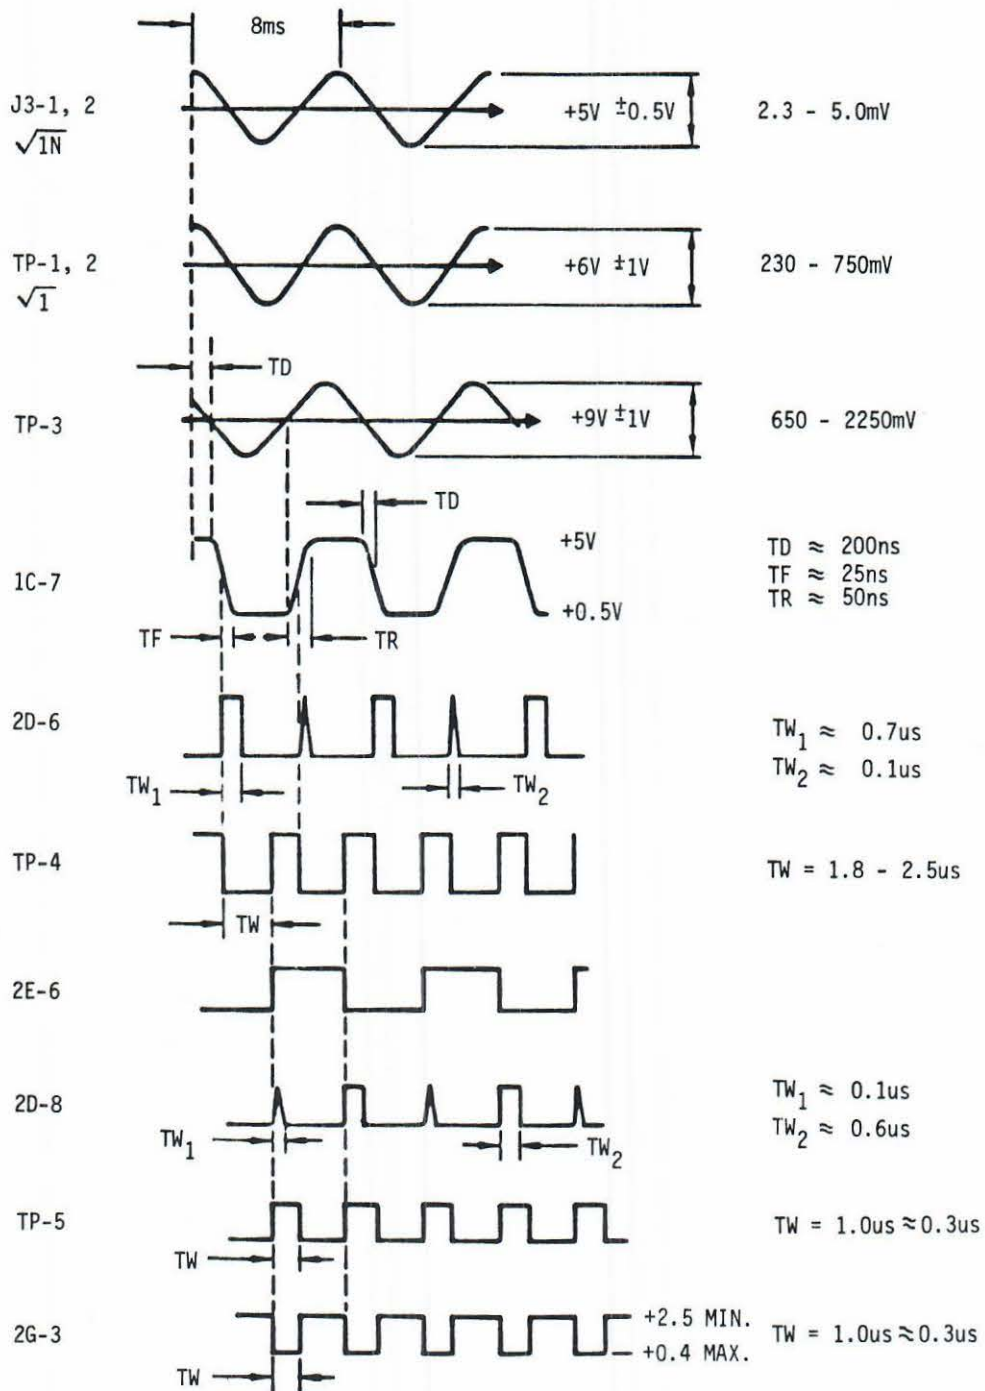 8ms
J3-1, 2
√1N
+5V ±0.5V
2.3 - 5.0mV
TP-1, 2
√1
+6V ±1V
230 - 750mV
TD
TP-3
+9V ±1V
650 - 2250mV
TD
1C-7
+5V
+0.5V
TD ≈ 200ns
TF ≈ 25ns
TR ≈ 50ns
TF
TR
2D-6
TW1
TW2
TW1 ≈ 0.7us
TW2 ≈ 0.1us
TP-4
TW
TW = 1.8 - 2.5us
2E-6
2D-8
TW1
TW2
TW1 ≈ 0.1us
TW2 ≈ 0.6us
TP-5
TW
TW = 1.0us ≈ 0.3us
2G-3
+2.5 MIN.
+0.4 MAX.
TW
TW = 1.0us ≈ 0.3us